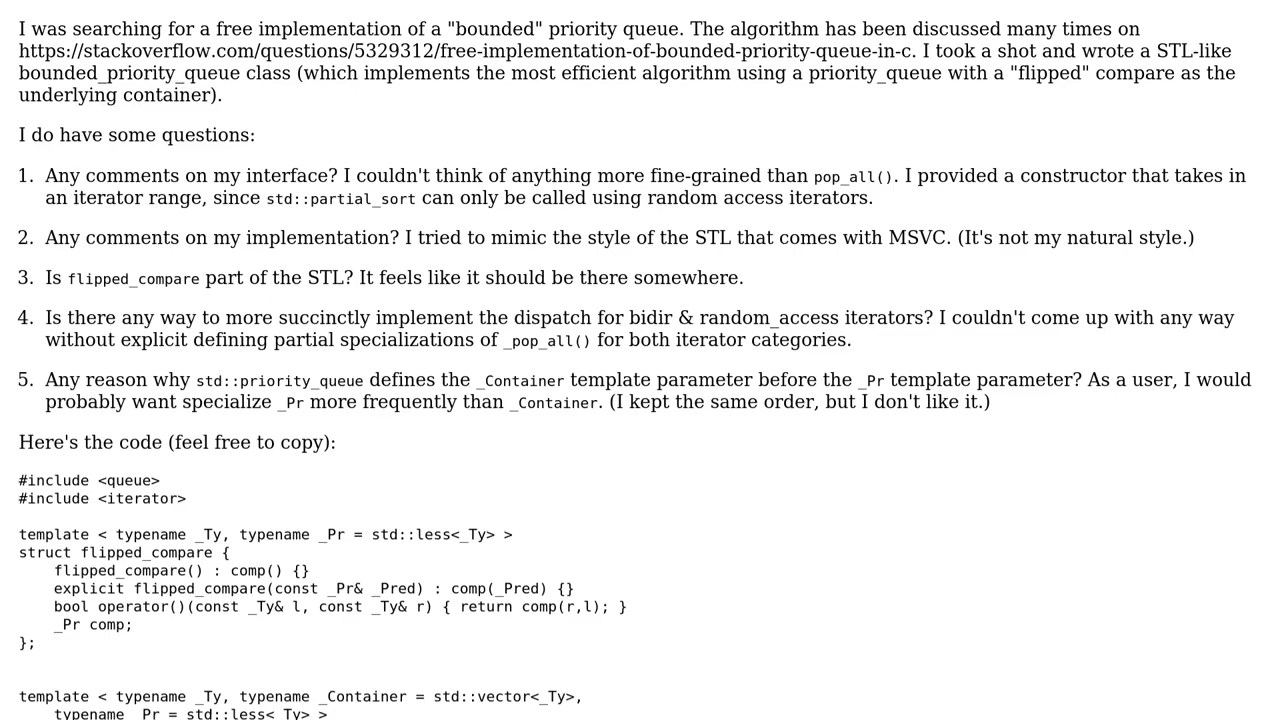 I was searching for a free implementation of a "bounded" priority queue. The algorithm has been discussed many times on
https://stackoverflow.com/questions/5329312/free-implementation-of-bounded-priority-queue-in-c. I took a shot and wrote a STL-like
bounded_priority_queue class (which implements the most efficient algorithm using a priority_queue with a "flipped" compare as the
underlying container).
I do have some questions:
1. Any comments on my interface? I couldn't think of anything more fine-grained than pop_all(). I provided a constructor that takes in
an iterator range, since std::partial_sort can only be called using random access iterators.
2. Any comments on my implementation? I tried to mimic the style of the STL that comes with MSVC. (It's not my natural style.)
3. Is flipped_compare part of the STL? It feels like it should be there somewhere.
4. Is there any way to more succinctly implement the dispatch for bidir & random_access iterators? I couldn't come up with any way
without explicit defining partial specializations of _pop_all() for both iterator categories.
5. Any reason why std::priority_queue defines the _Container template parameter before the _Pr template parameter? As a user, I would
probably want specialize _Pr more frequently than _Container. (I kept the same order, but I don't like it.)
Here's the code (feel free to copy):
#include <queue>
#include <iterator>
template < typename _Ty, typename _Pr = std::less<_Ty> >
struct flipped_compare {
    flipped_compare() : comp() {}
    explicit flipped_compare(const _Pr& _Pred) : comp(_Pred) {}
    bool operator()(const _Ty& l, const _Ty& r) { return comp(r,l); }
    _Pr comp;
};
template < typename _Ty, typename _Container = std::vector<_Ty>,
    typename _Pr = std::less<_Ty> >